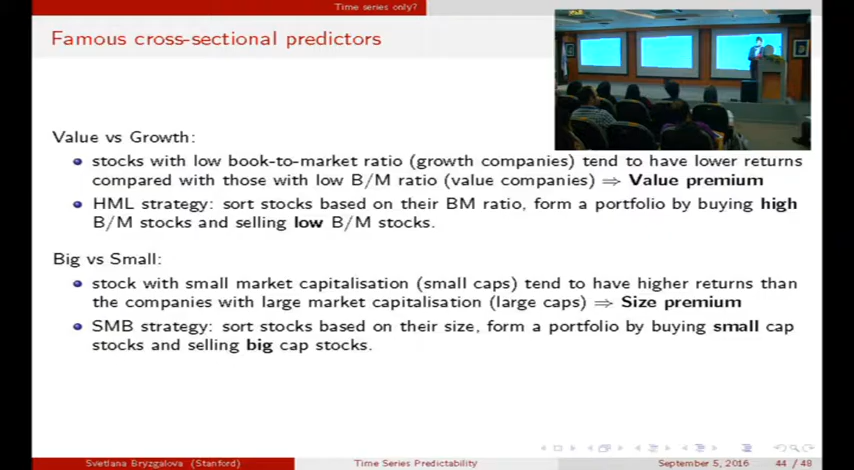 Time series only?
Famous cross-sectional predictors
Value vs Growth:
stocks with low book-to-market ratio (growth companies) tend to have lower returns
compared with those with low B/M ratio (value companies) ⇒ Value premium
HML strategy: sort stocks based on their BM ratio, form a portfolio by buying high
B/M stocks and selling low B/M stocks.
Big vs Small:
stock with small market capitalisation (small caps) tend to have higher returns than
the companies with large market capitalisation (large caps) ⇒ Size premium
SMB strategy: sort stocks based on their size, form a portfolio by buying small cap
stocks and selling big cap stocks.
Svetlana Bryzgalova (Stanford) Time Series Predictability September 5, 2016 44 / 48